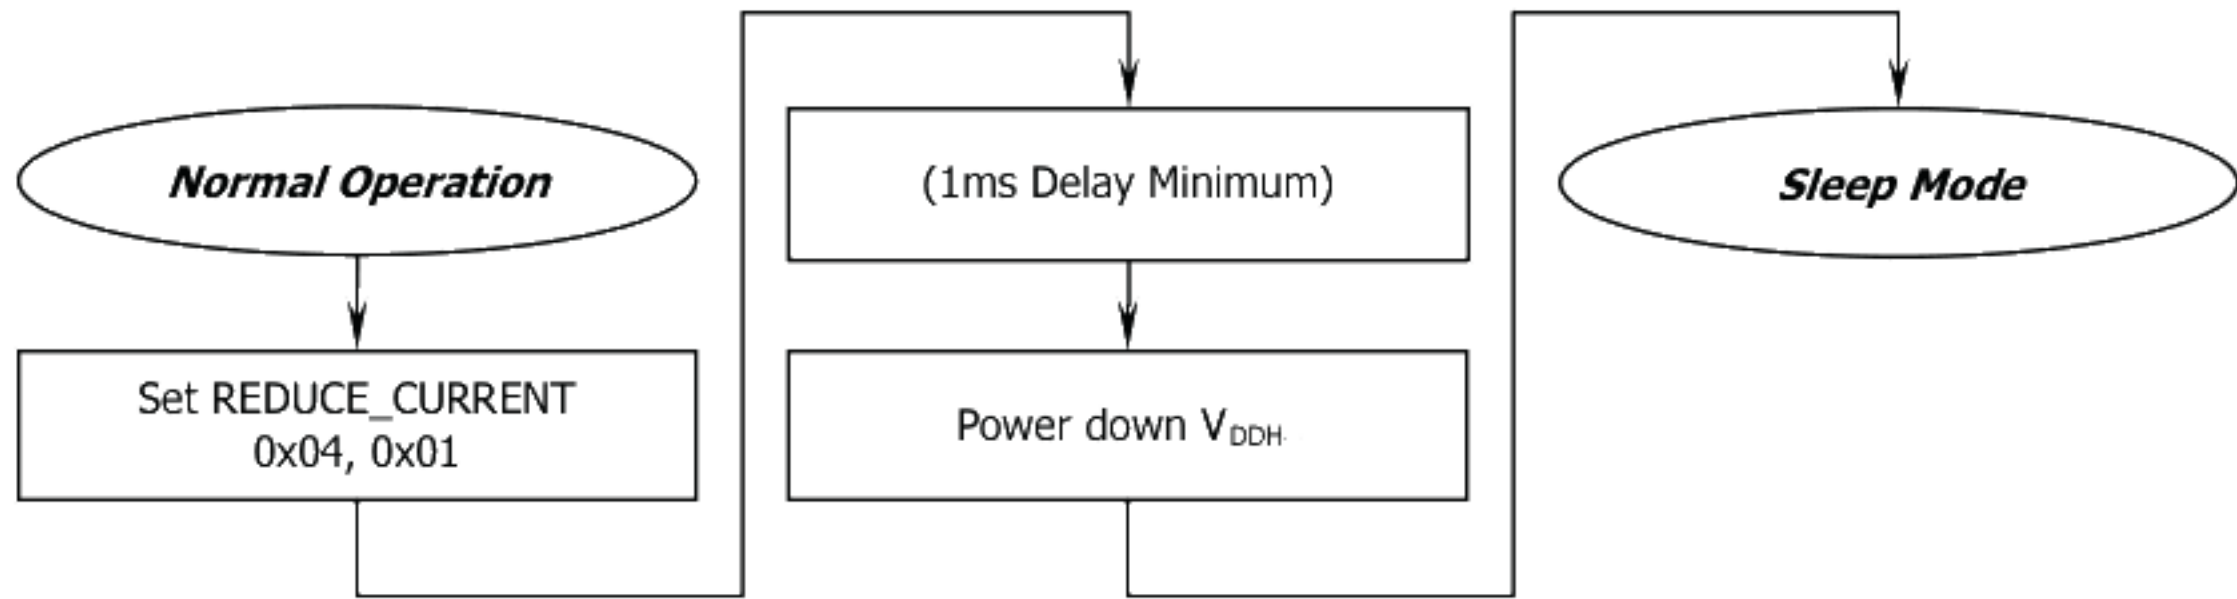 Normal Operation
Set REDUCE_CURRENT
0x04, 0x01
(1ms Delay Minimum)
Power down VDDH
Sleep Mode